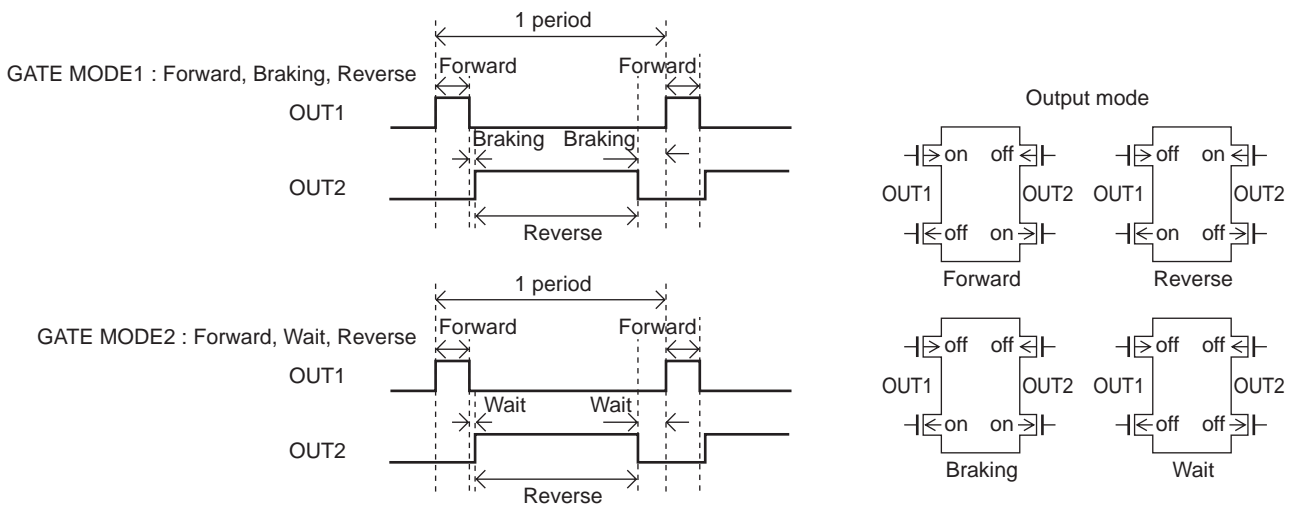 1 period
GATE MODE1 : Forward, Braking, Reverse
Forward Forward
OUT1
Braking Braking
OUT2
Reverse
1 period
GATE MODE2 : Forward, Wait, Reverse
Forward Forward
OUT1
Wait Wait
OUT2
Reverse
Output mode
on off
OUT1 OUT2
off on
Forward
off on
OUT1 OUT2
on off
Reverse
off off
OUT1 OUT2
on on
Braking
off off
OUT1 OUT2
off off
Wait